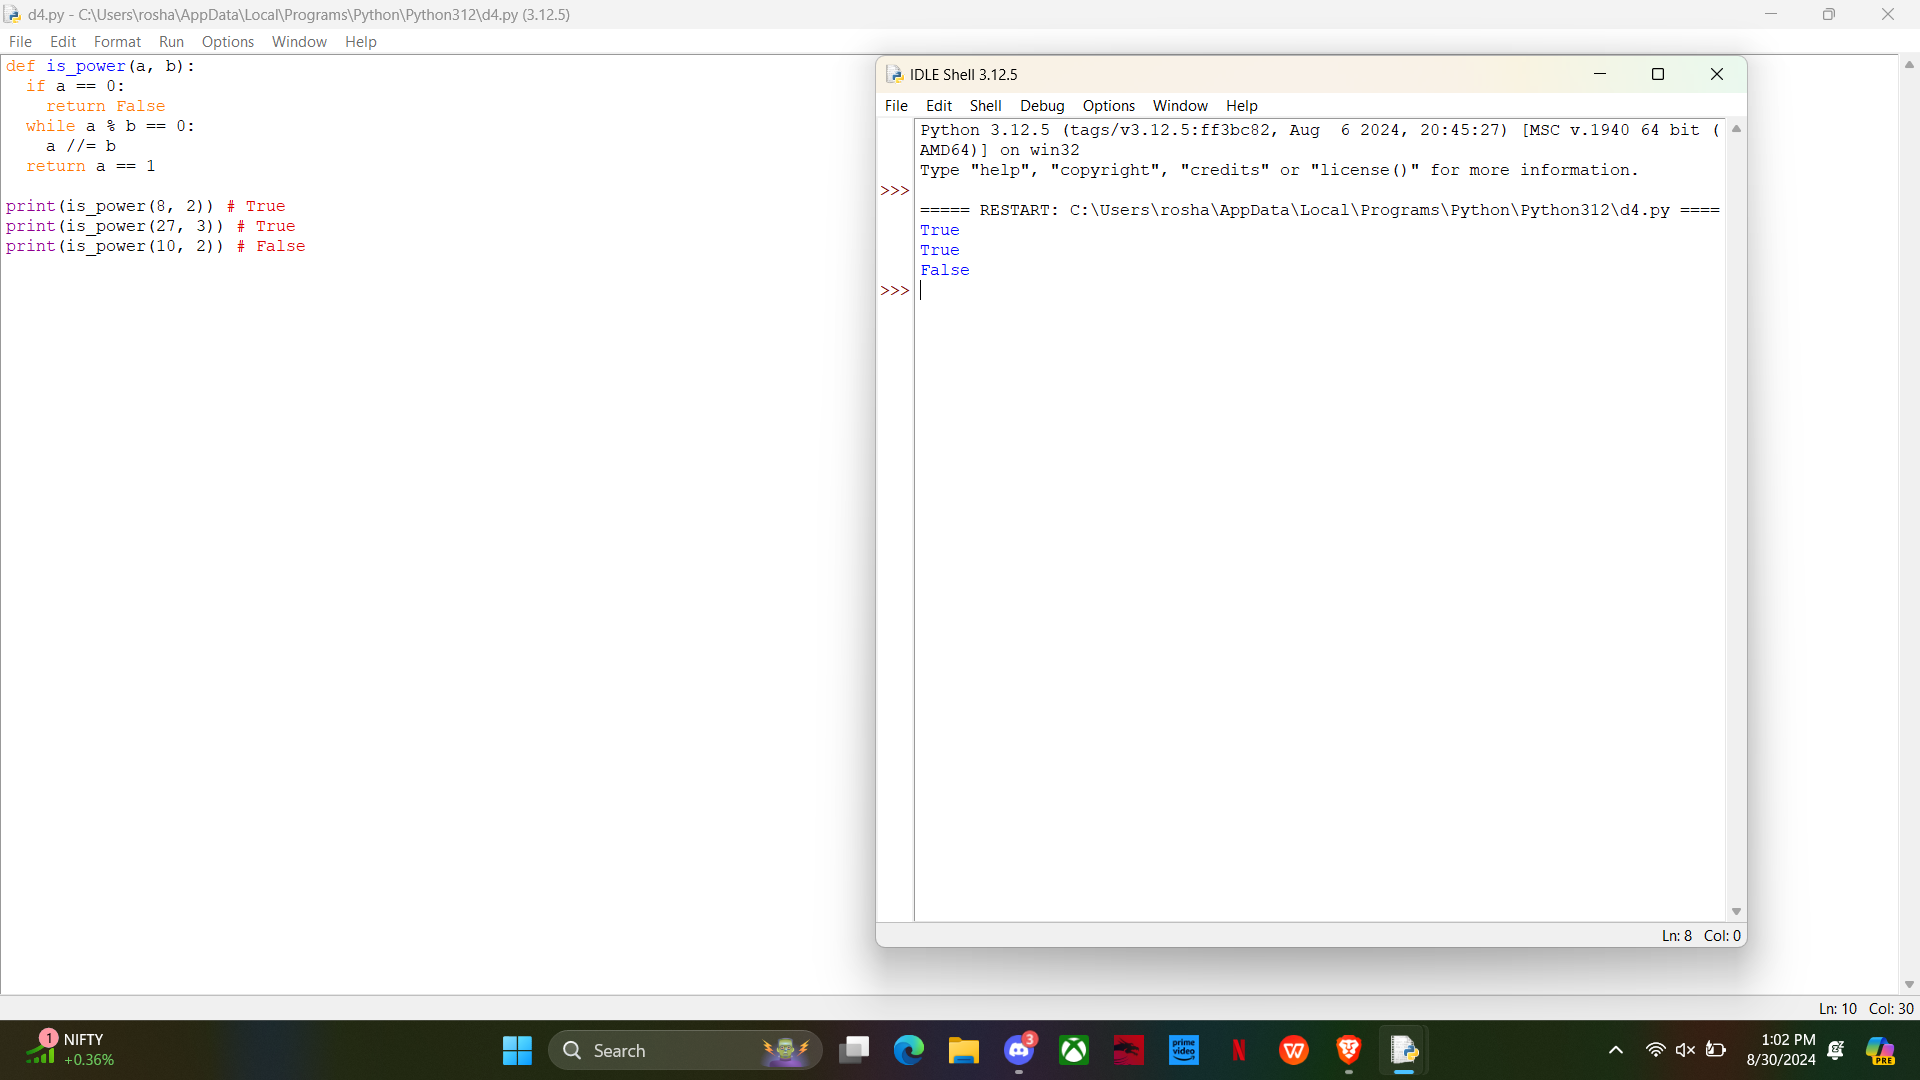 d4.py - C:\Users\rosha\AppData\Local\Programs\Python\Python312\d4.py (3.12.5)
File Edit Format Run Options Window Help
def is_power(a, b):
  if a == 0:
    return False
  while a % b == 0:
    a //= b
  return a == 1

print(is_power(8, 2)) # True
print(is_power(27, 3)) # True
print(is_power(10, 2)) # False
IDLE Shell 3.12.5
File Edit Shell Debug Options Window Help
Python 3.12.5 (tags/v3.12.5:ff3bc82, Aug  6 2024, 20:45:27) [MSC v.1940 64 bit (
AMD64)] on win32
Type "help", "copyright", "credits" or "license()" for more information.
>>>
===== RESTART: C:\Users\rosha\AppData\Local\Programs\Python\Python312\d4.py ====
True
True
False
>>>
Ln: 8 Col: 0
Ln: 10 Col: 30
1
NIFTY
+0.36%
Search
3
prime video
N
W
1:02 PM
8/30/2024
PRE